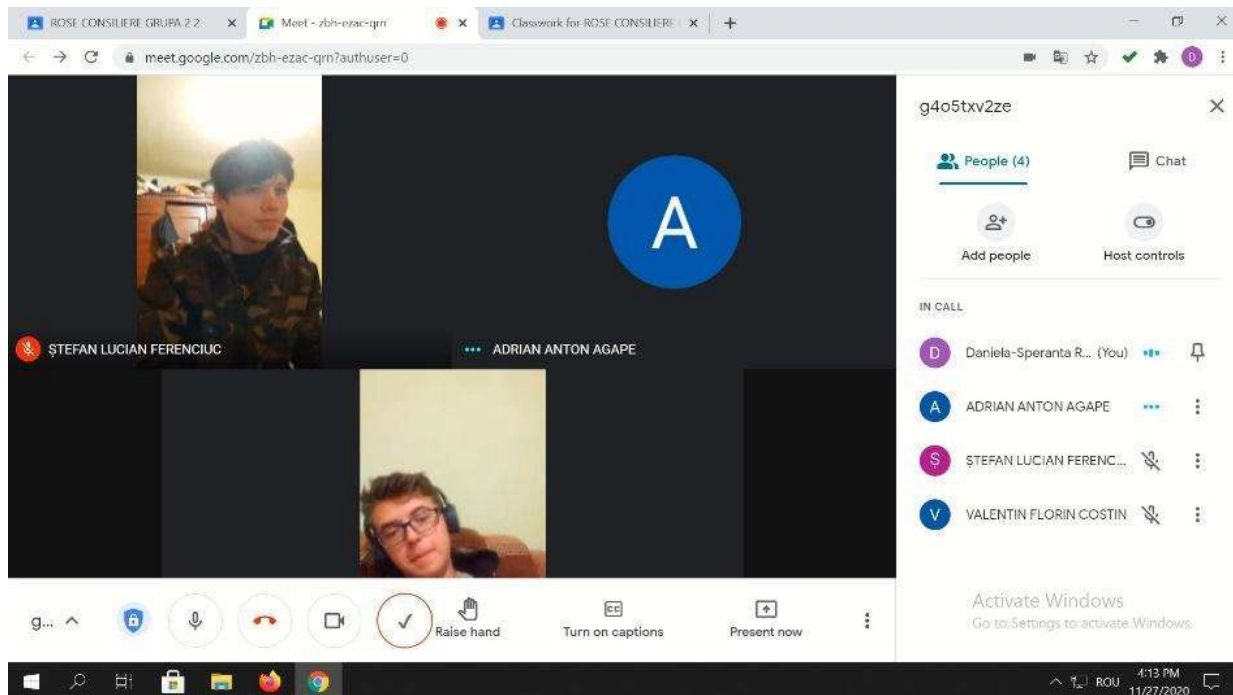 ROSE CONSILIERE GRUPA 2 2
Meet - zbh-ezac-qrn
Classwork for ROSE CONSILIERE
meet.google.com/zbh-ezac-qrn?authuser=0
D
g4o5txv2ze
People (4)
Chat
Add people
Host controls
IN CALL
D Daniela-Speranta R... (You)
A ADRIAN ANTON AGAPE
Ș ȘTEFAN LUCIAN FERENC...
V VALENTIN FLORIN COSTIN
A
ȘTEFAN LUCIAN FERENCIUC
ADRIAN ANTON AGAPE
g...
Raise hand
CC
Turn on captions
Present now
Activate Windows
Go to Settings to activate Windows.
ROU
4:13 PM
11/27/2020